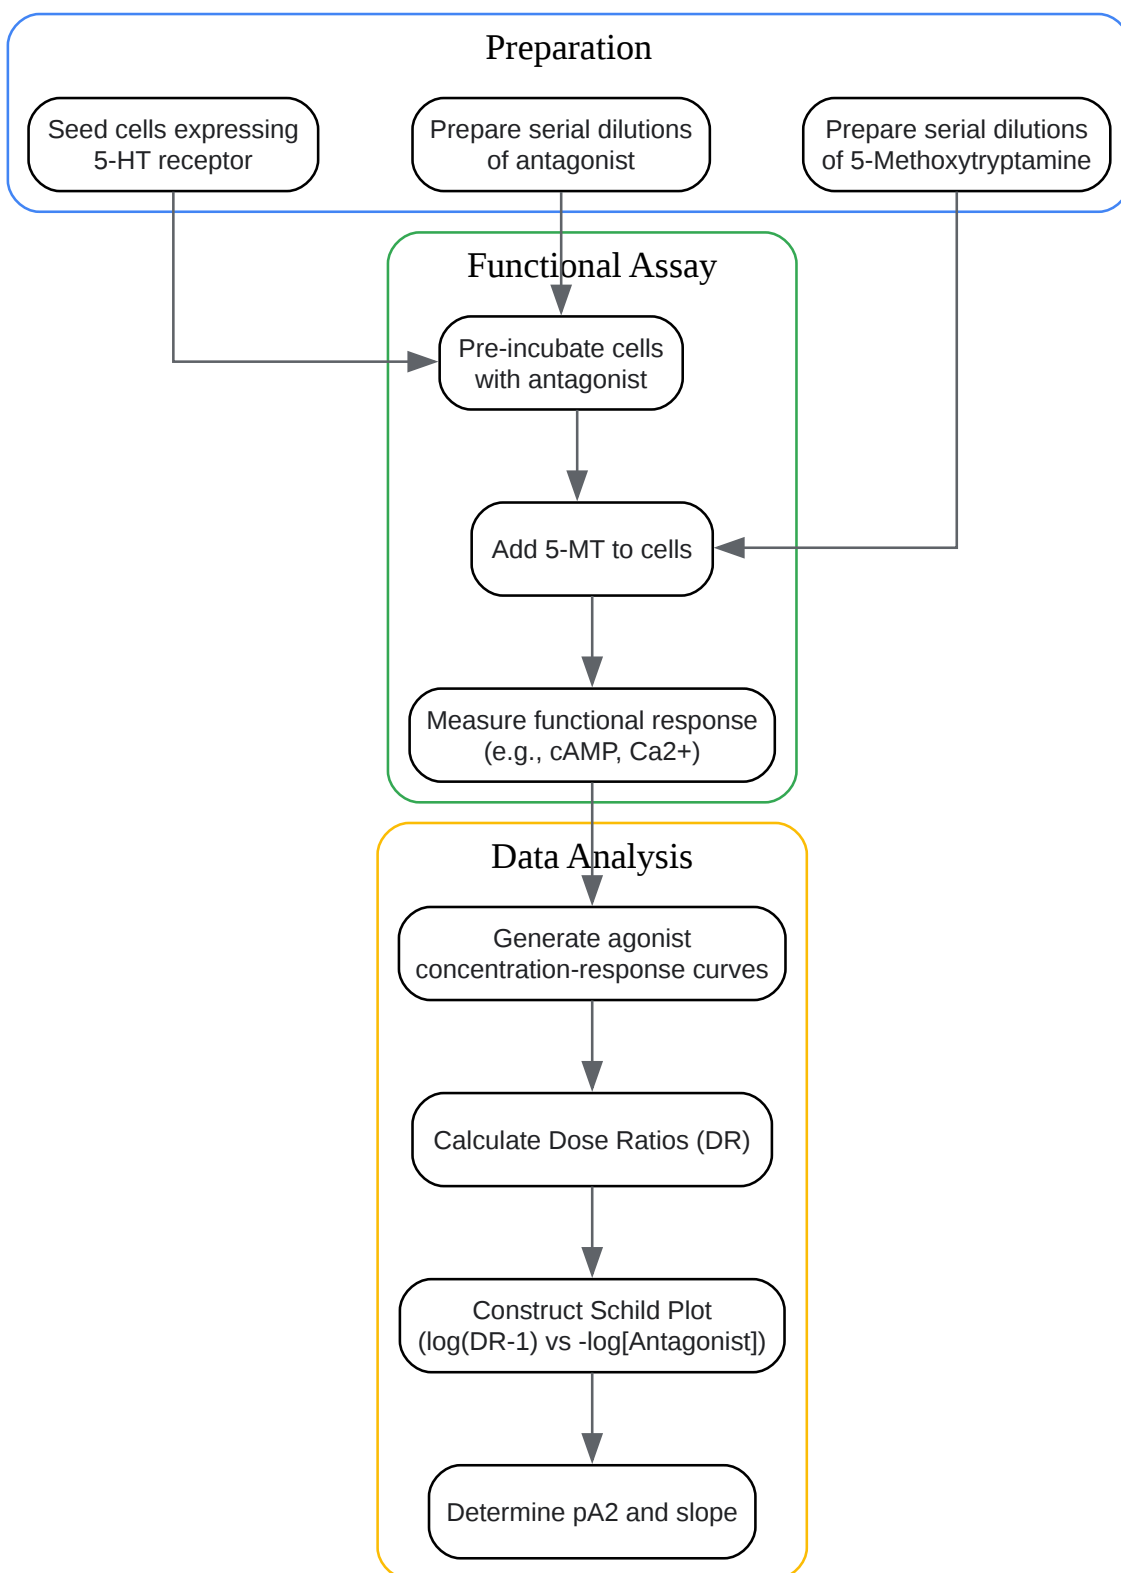 Preparation
Seed cells expressing
5-HT receptor
Prepare serial dilutions
of antagonist
Prepare serial dilutions
of 5-Methoxytryptamine
Functional Assay
Pre-incubate cells
with antagonist
Add 5-MT to cells
Measure functional response
(e.g., cAMP, Ca2+)
Data Analysis
Generate agonist
concentration-response curves
Calculate Dose Ratios (DR)
Construct Schild Plot
(log(DR-1) vs -log[Antagonist])
Determine pA2 and slope